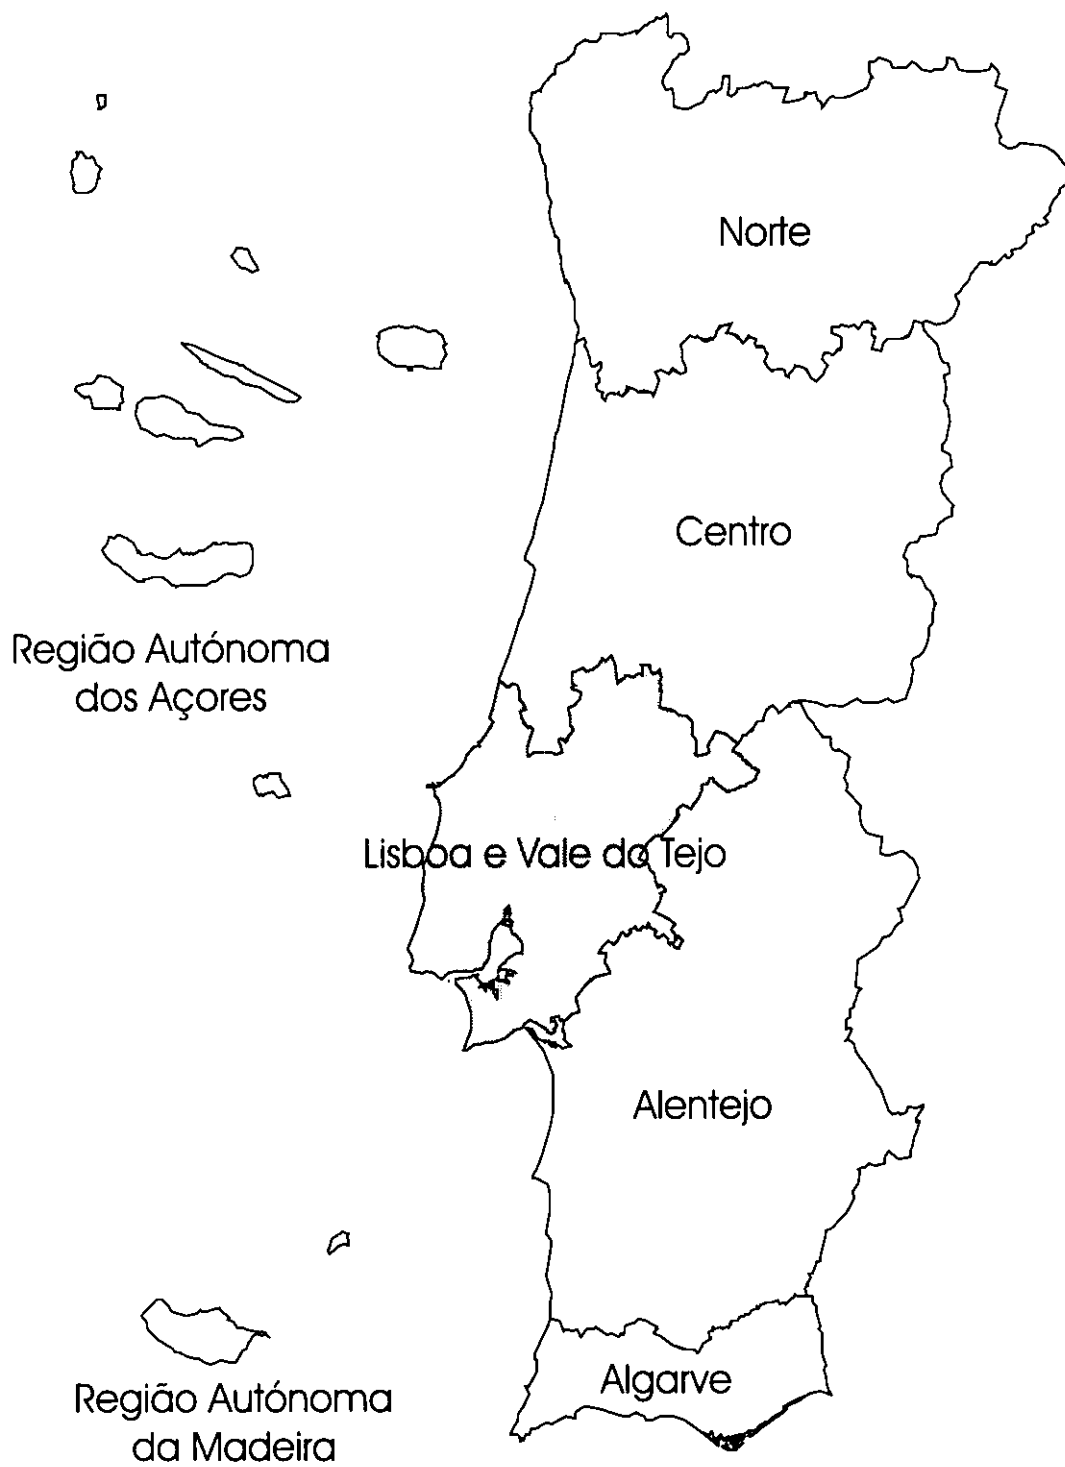 Norte
Centro
Região Autónoma
dos Açores
Lisboa e Vale do Tejo
Alentejo
Algarve
Região Autónoma
da Madeira